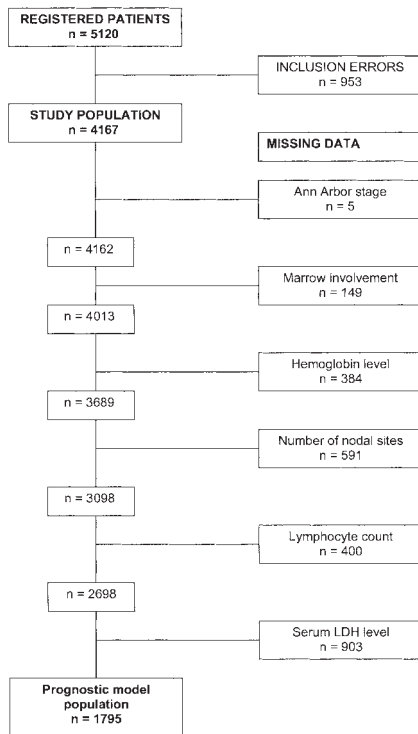 REGISTERED PATIENTS
n = 5120
INCLUSION ERRORS
n = 953
STUDY POPULATION
n = 4167
MISSING DATA
Ann Arbor stage
n = 5
n = 4162
Marrow involvement
n = 149
n = 4013
Hemoglobin level
n = 384
n = 3689
Number of nodal sites
n = 591
n = 3098
Lymphocyte count
n = 400
n = 2698
Serum LDH level
n = 903
Prognostic model
population
n = 1795